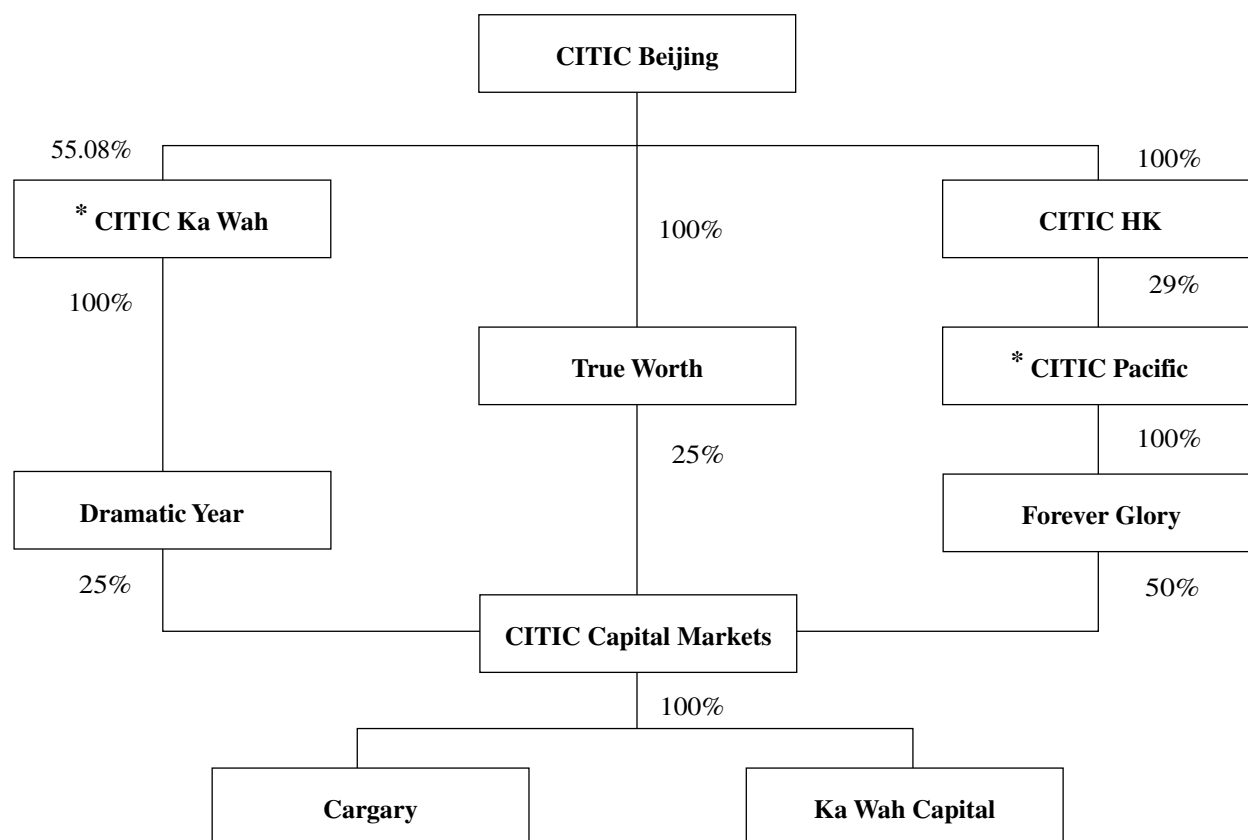 CITIC Beijing
55.08%
100%
* CITIC Ka Wah
100%
CITIC HK
100%
29%
True Worth
* CITIC Pacific
25%
100%
Dramatic Year
Forever Glory
25%
50%
CITIC Capital Markets
100%
Cargary
Ka Wah Capital